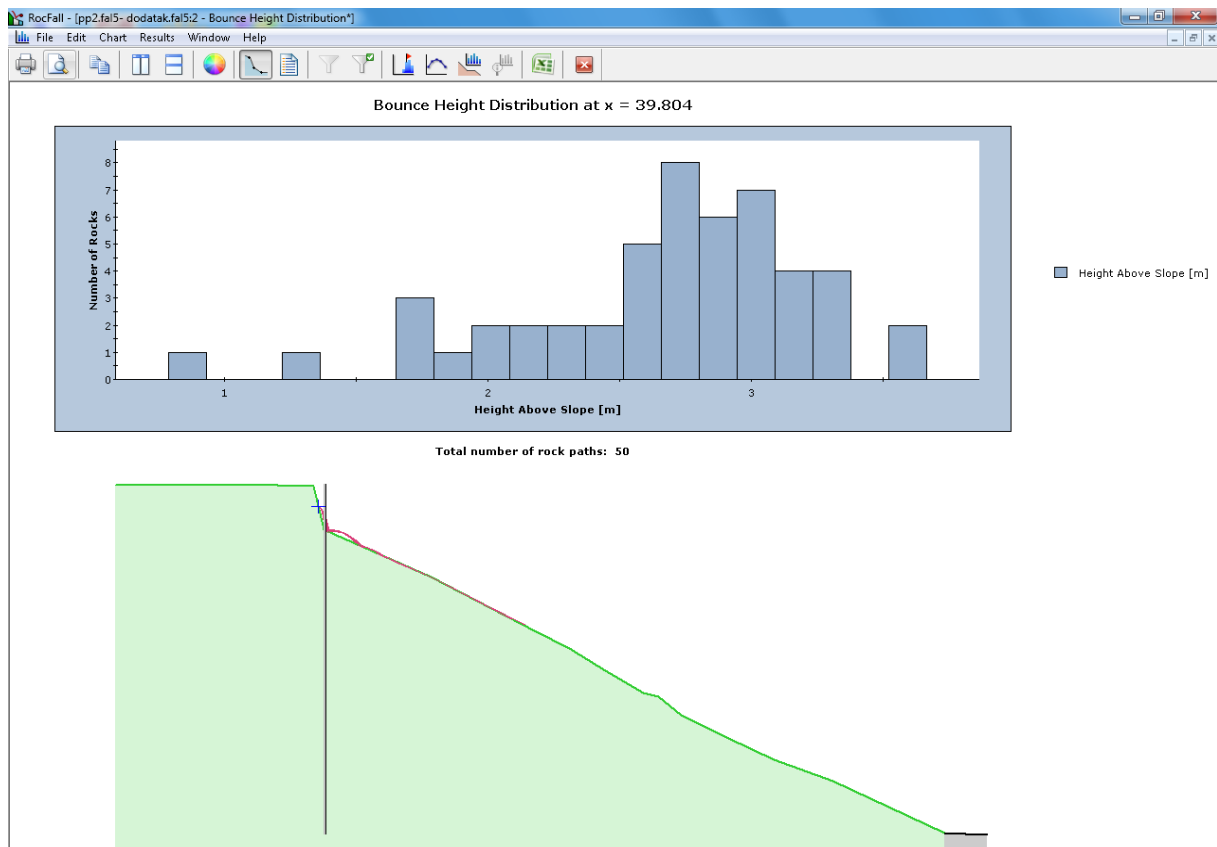 RocFall - [pp2.fal5- dodatak.fal5:2 - Bounce Height Distribution*]
File Edit Chart Results Window Help
Bounce Height Distribution at x = 39.804
8
7
6
5
4
3
2
1
0
Number of Rocks
1 2 3
Height Above Slope [m]
Height Above Slope [m]
Total number of rock paths: 50